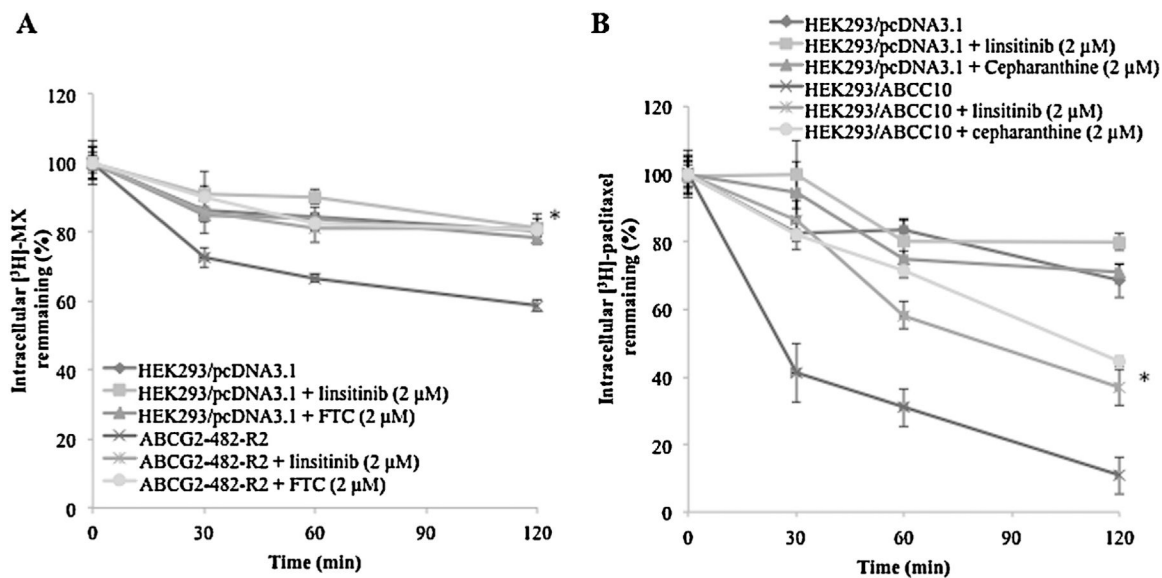 A
Intracellular [³H]-MX
remmaining (%)
120
100
80
60
40
20
0
*
HEK293/pcDNA3.1
HEK293/pcDNA3.1 + linsitinib (2 µM)
HEK293/pcDNA3.1 + FTC (2 µM)
ABCG2-482-R2
ABCG2-482-R2 + linsitinib (2 µM)
ABCG2-482-R2 + FTC (2 µM)
0 30 60 90 120
Time (min)
B
HEK293/pcDNA3.1
HEK293/pcDNA3.1 + linsitinib (2 µM)
HEK293/pcDNA3.1 + Cepharanthine (2 µM)
HEK293/ABCC10
HEK293/ABCC10 + linsitinib (2 µM)
HEK293/ABCC10 + cepharanthine (2 µM)
Intracellular [³H]-paclitaxel
remmaining (%)
120
100
80
60
40
20
0
*
0 30 60 90 120
Time (min)